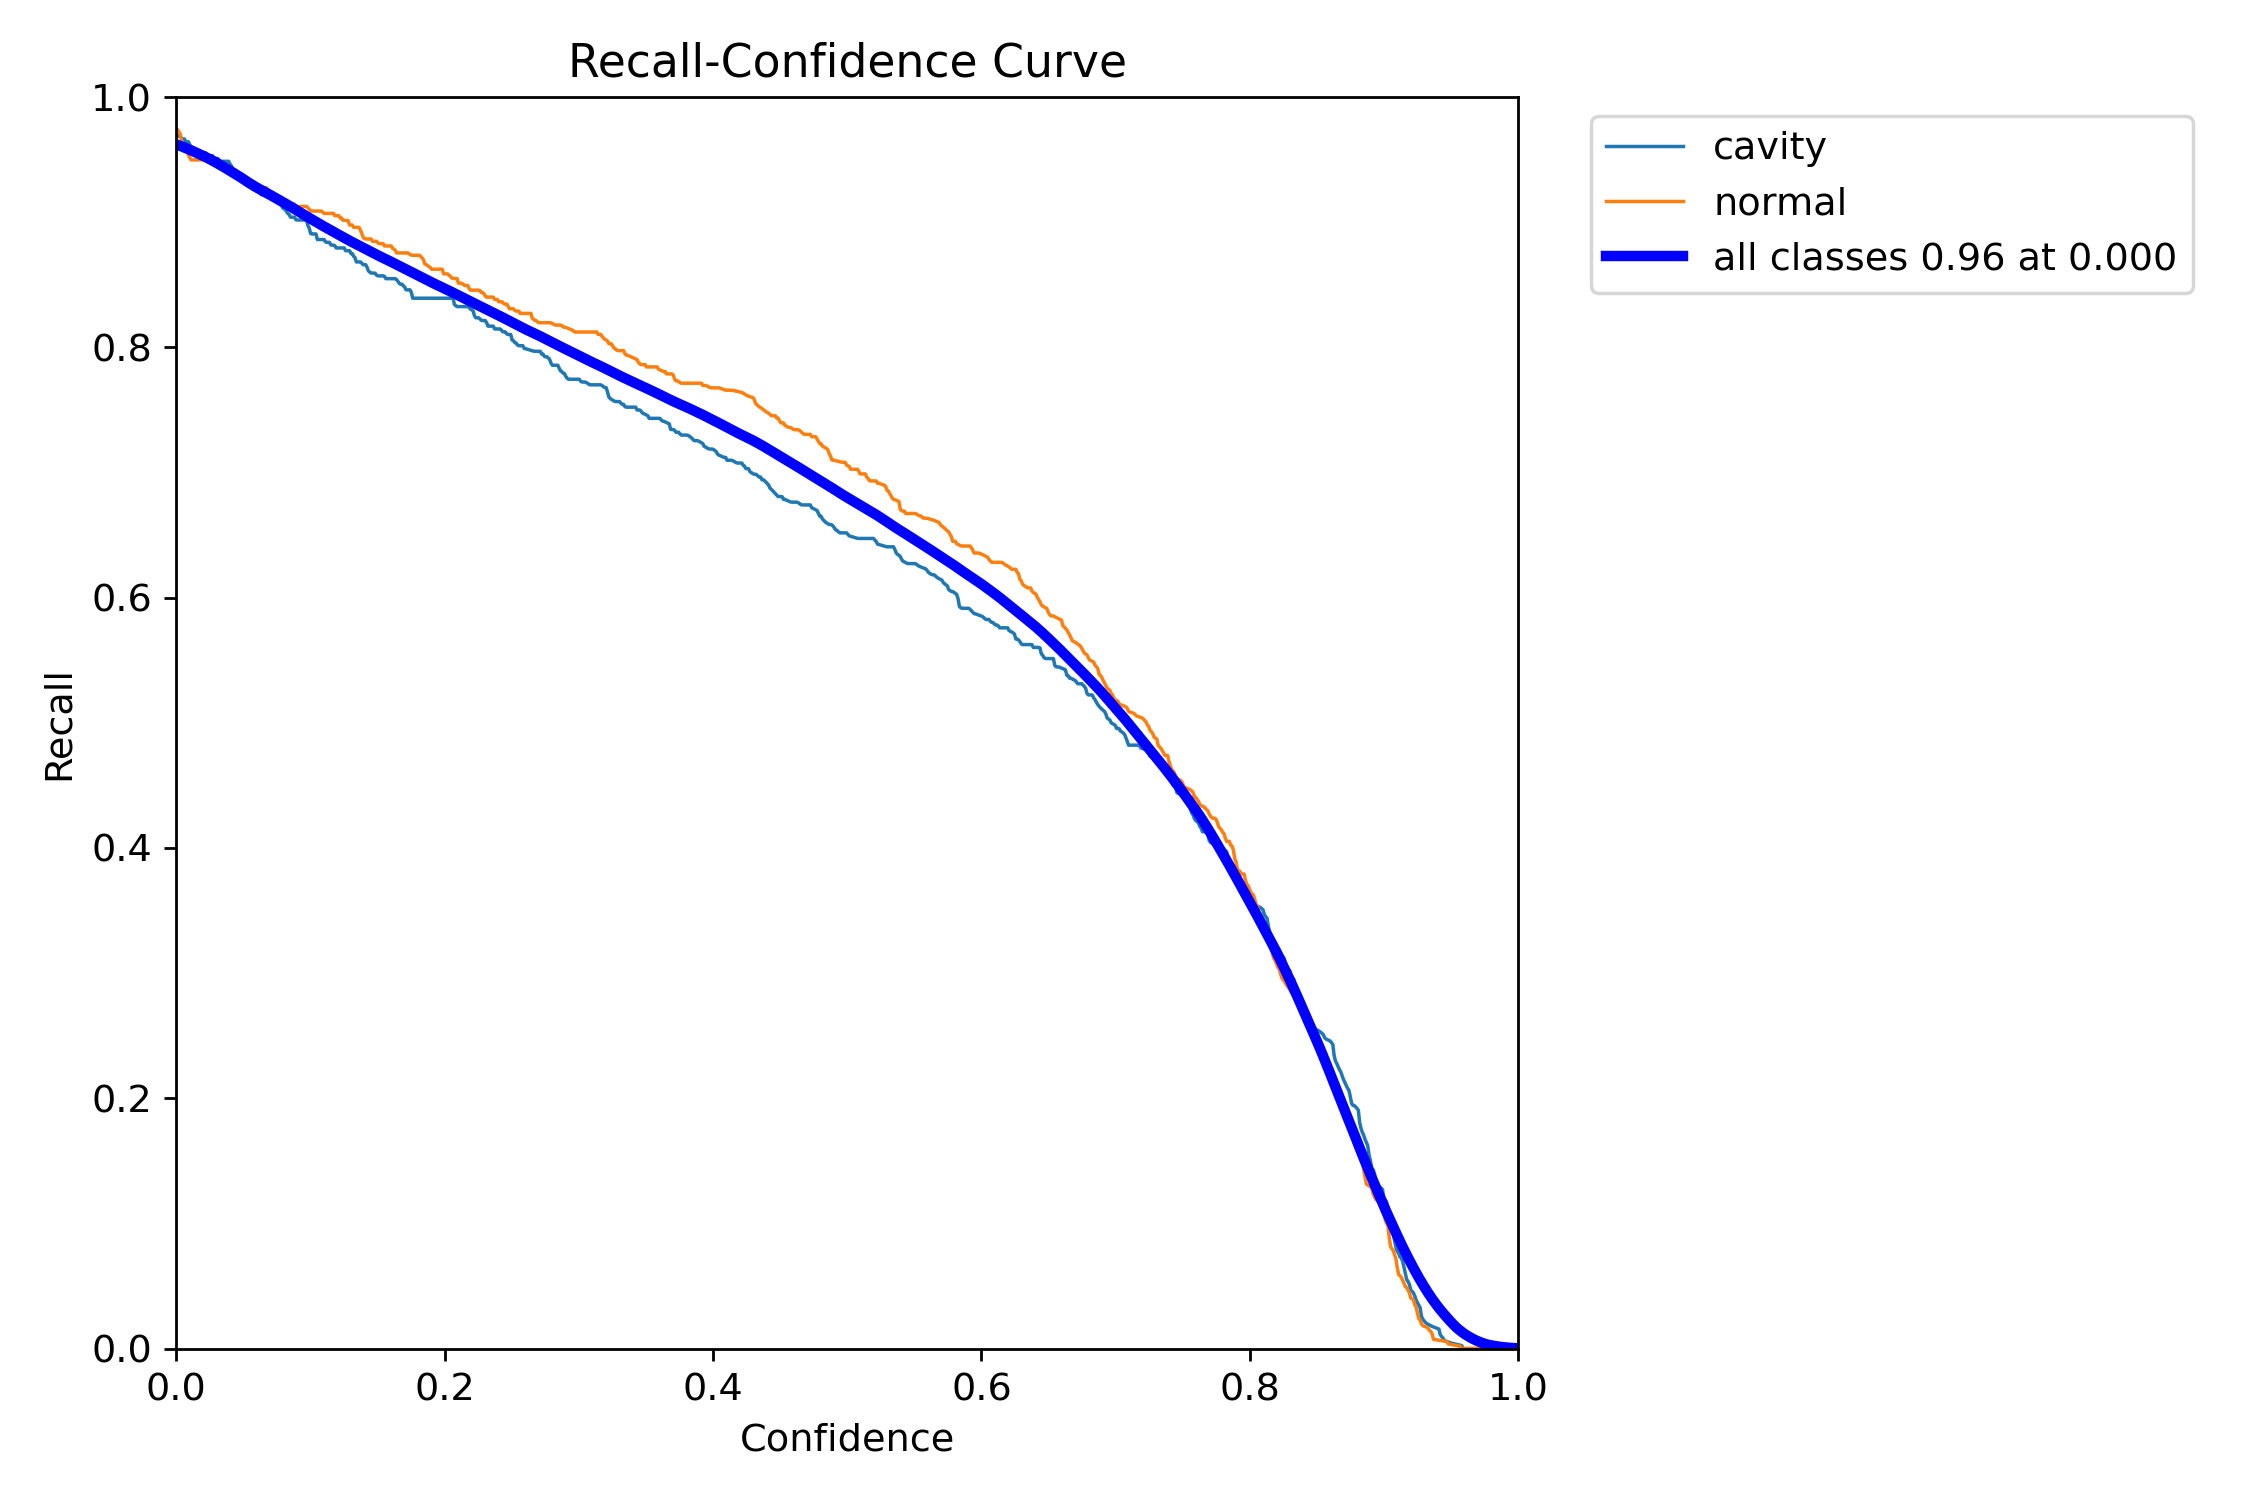 Recall-Confidence Curve
1.0
0.8
0.6
0.4
0.2
0.0
Recall
0.0 0.2 0.4 0.6 0.8 1.0
Confidence
cavity
normal
all classes 0.96 at 0.000